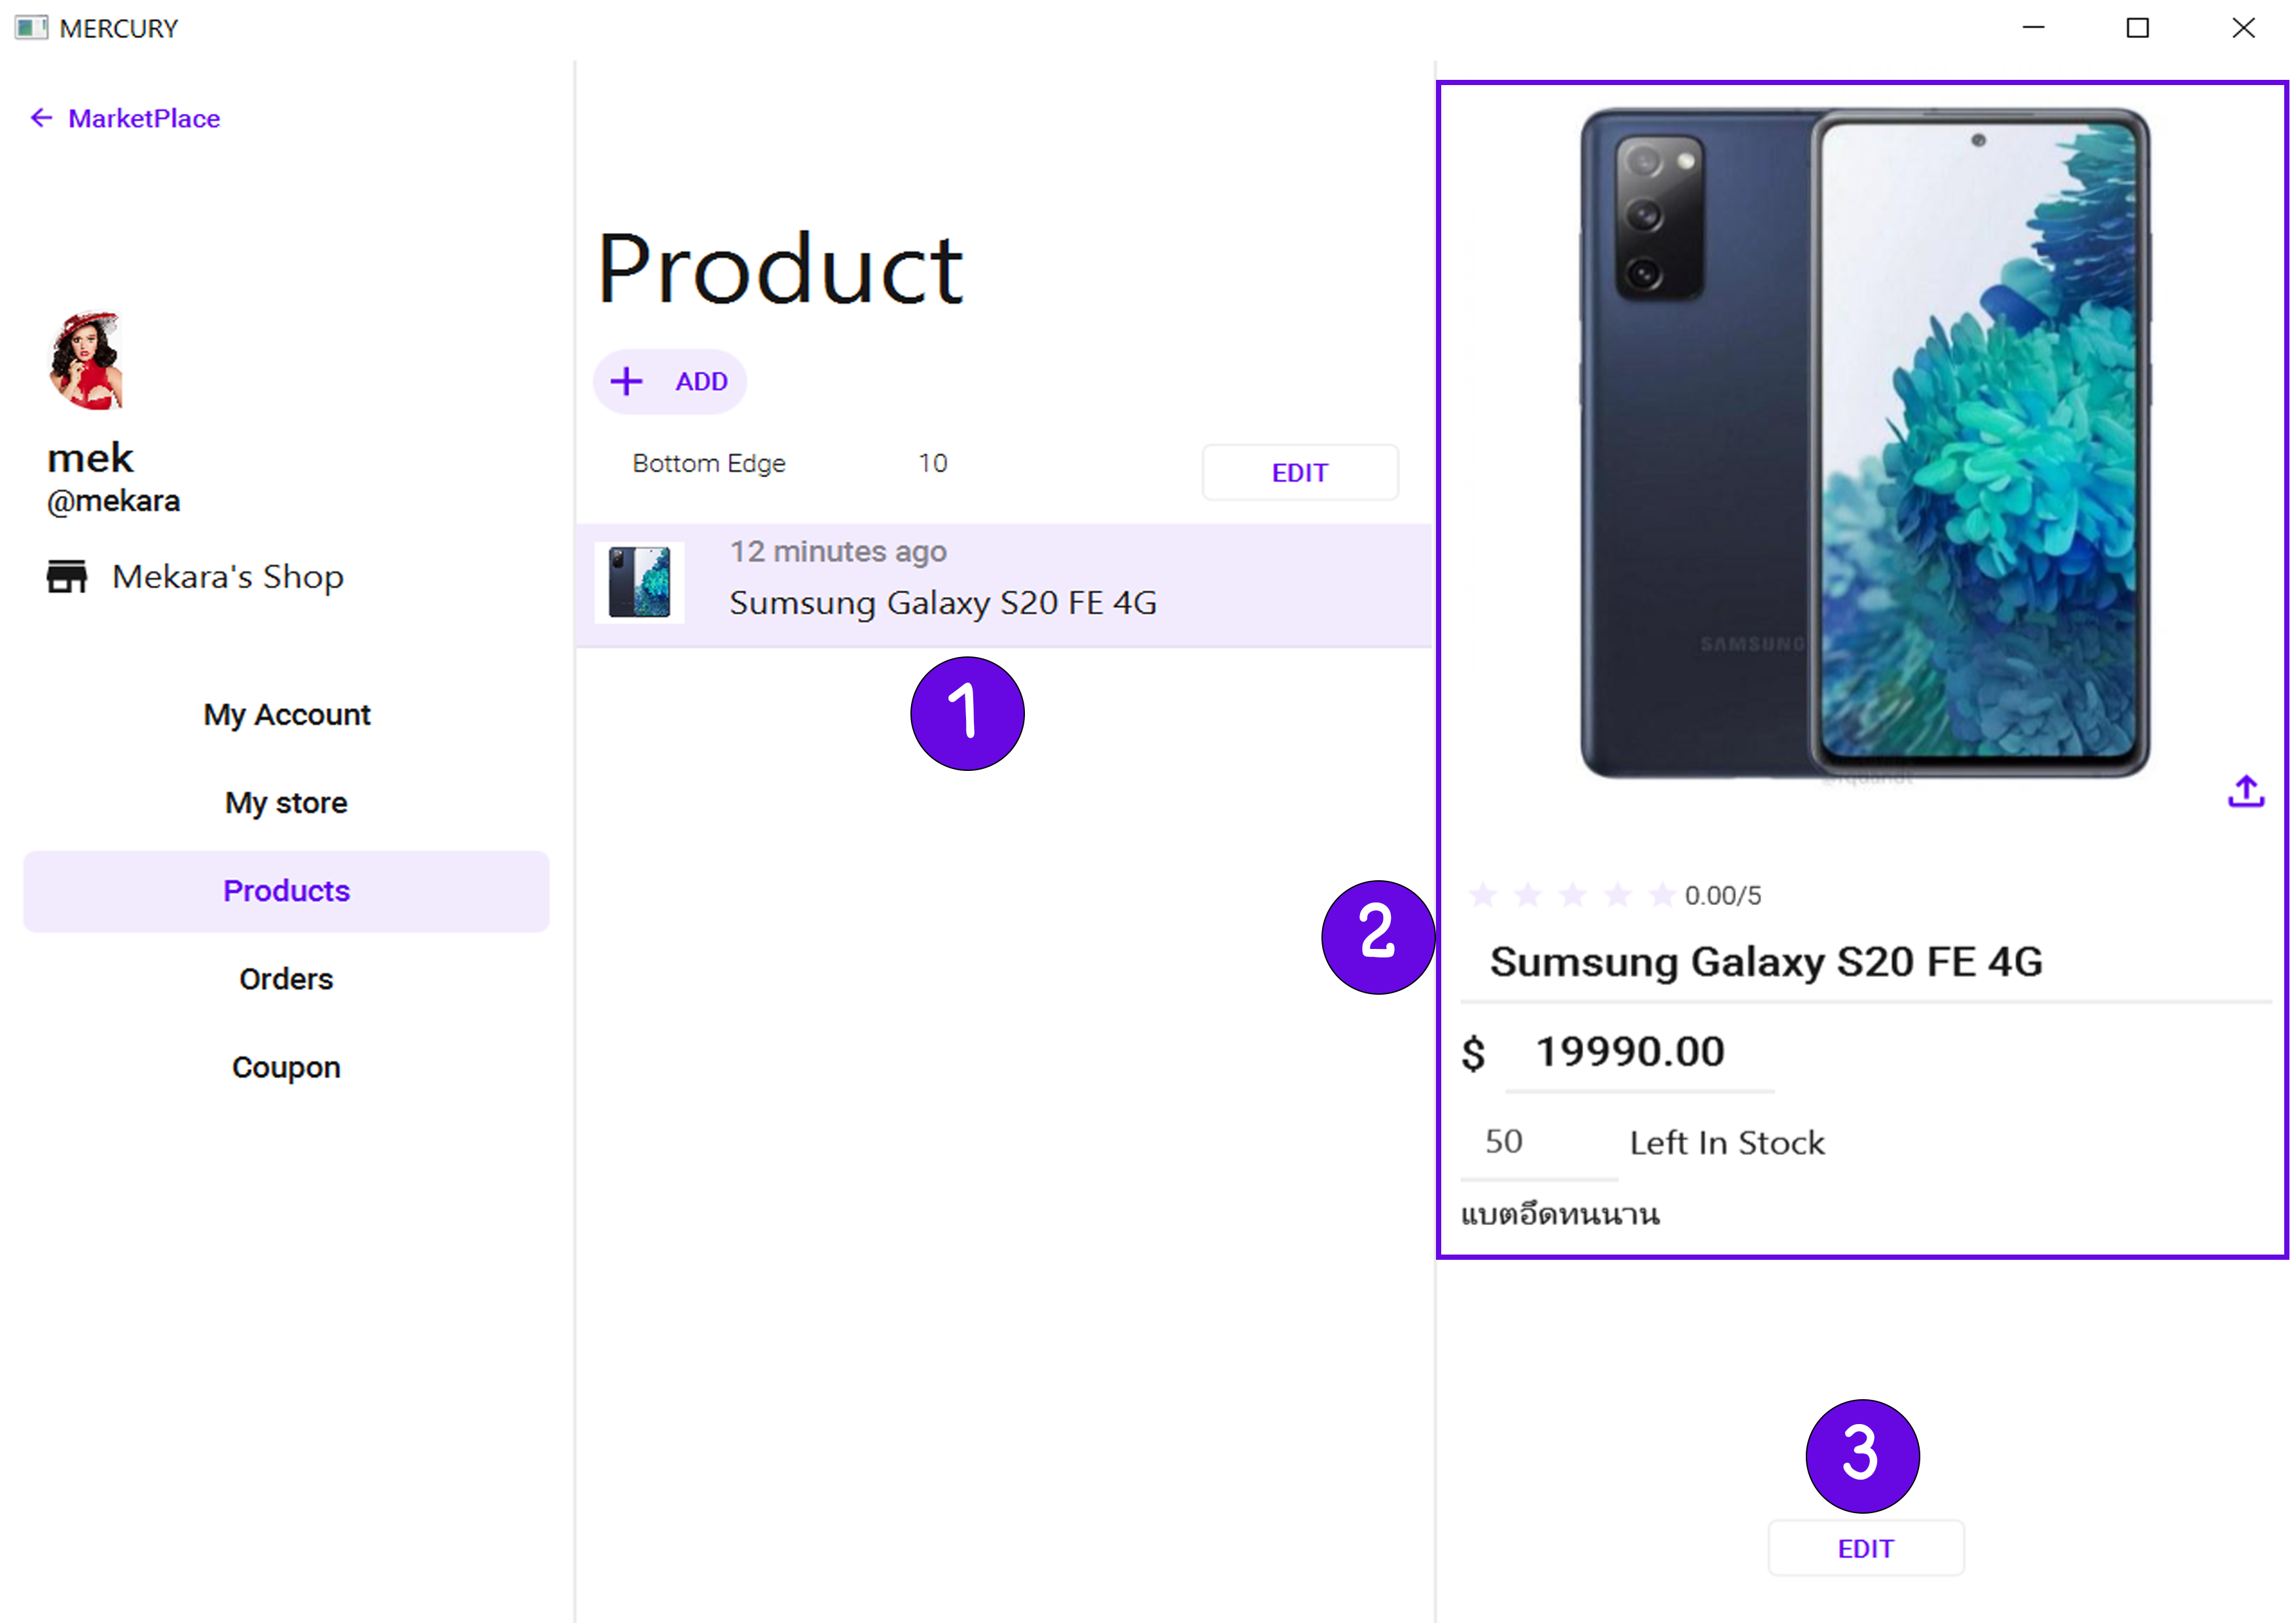 MERCURY
MarketPlace
mek
@mekara
Mekara's Shop
My Account
My store
Products
Orders
Coupon
Product
ADD
Bottom Edge 10 EDIT
12 minutes ago
Sumsung Galaxy S20 FE 4G
1
SAMSUNG
2
0.00/5
Sumsung Galaxy S20 FE 4G
$ 19990.00
50 Left In Stock
แบตอึดทนนาน
3
EDIT